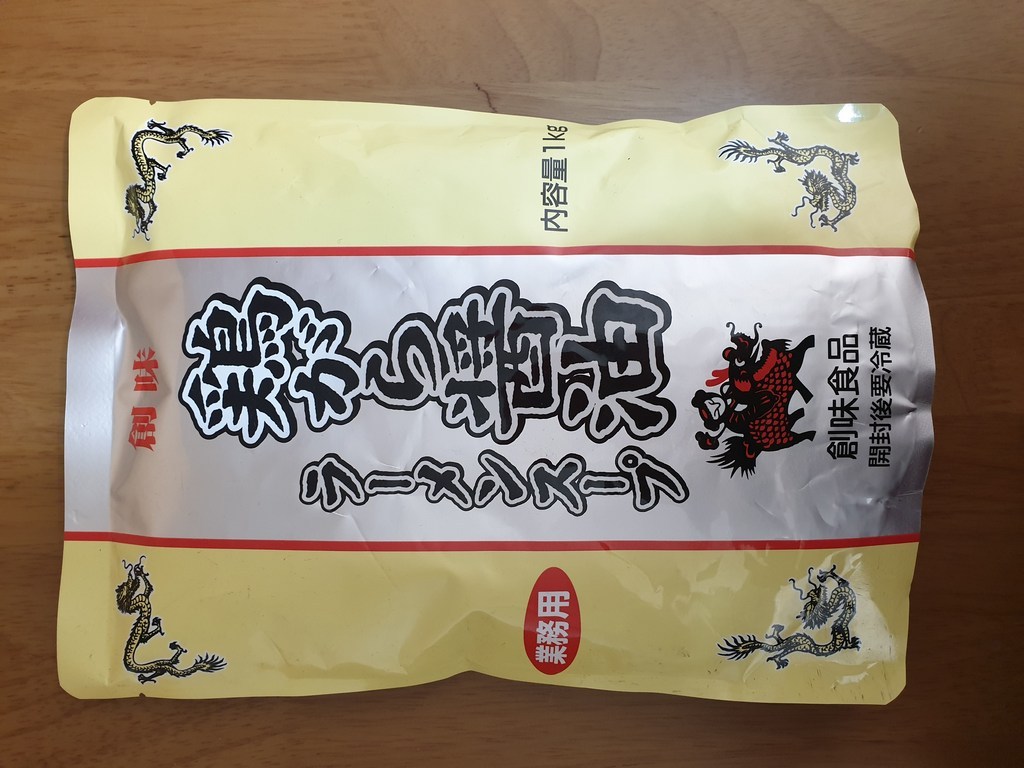 創味
鶏がら醤油
ラーメンスープ
内容量1kg
業務用
創味食品
開封後要冷蔵